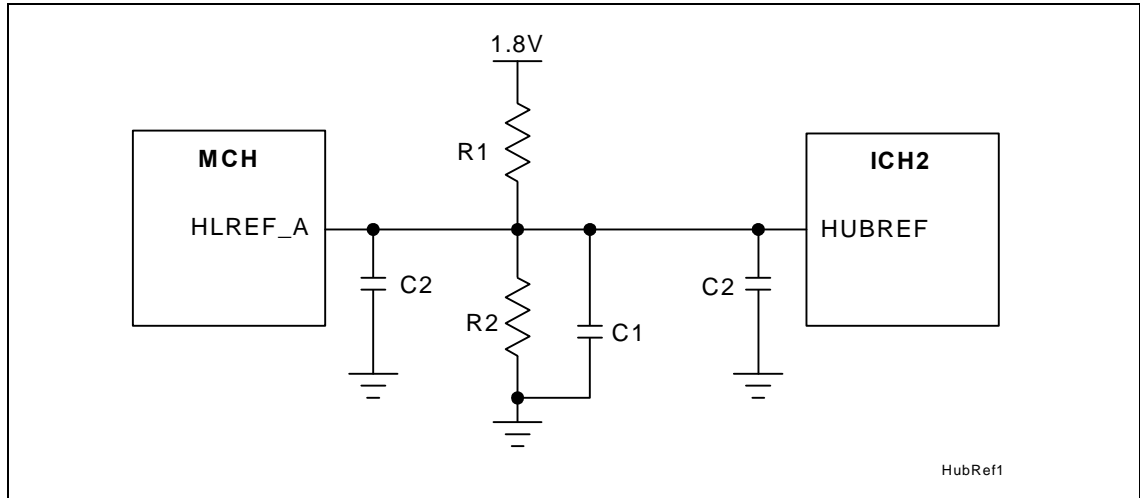 1.8V
R1
MCH
ICH2
HLREF_A
HUBREF
C2
C2
R2
C1
HubRef1